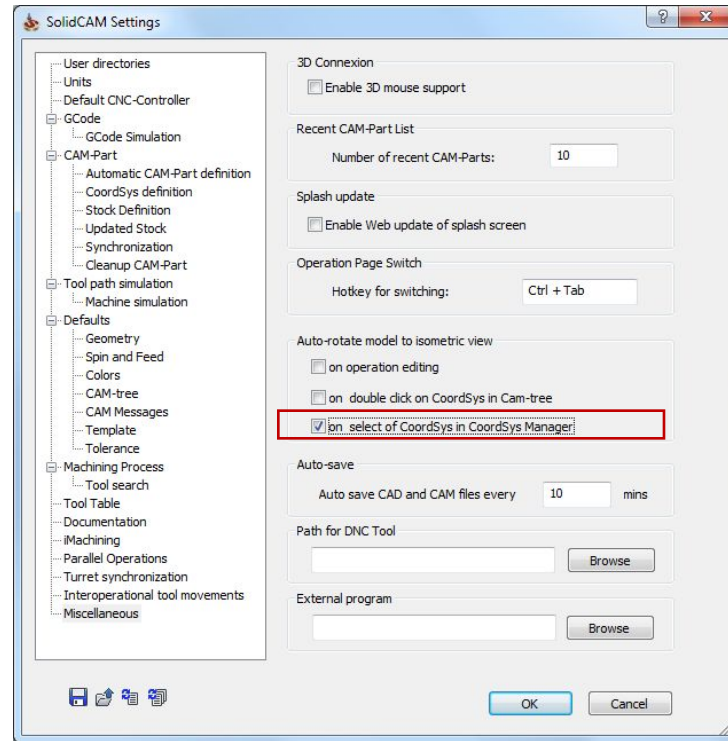 SolidCAM Settings
User directories
Units
Default CNC-Controller
GCode
GCode Simulation
CAM-Part
Automatic CAM-Part definition
CoordSys definition
Stock Definition
Updated Stock
Synchronization
Cleanup CAM-Part
Tool path simulation
Machine simulation
Defaults
Geometry
Spin and Feed
Colors
CAM-tree
CAM Messages
Template
Tolerance
Machining Process
Tool search
Tool Table
Documentation
iMachining
Parallel Operations
Turret synchronization
Interoperational tool movements
Miscellaneous
3D Connexion
Enable 3D mouse support
Recent CAM-Part List
Number of recent CAM-Parts: 10
Splash update
Enable Web update of splash screen
Operation Page Switch
Hotkey for switching: Ctrl + Tab
Auto-rotate model to isometric view
on operation editing
on double click on CoordSys in Cam-tree
on select of CoordSys in CoordSys Manager
Auto-save
Auto save CAD and CAM files every 10 mins
Path for DNC Tool
Browse
External program
Browse
OK Cancel